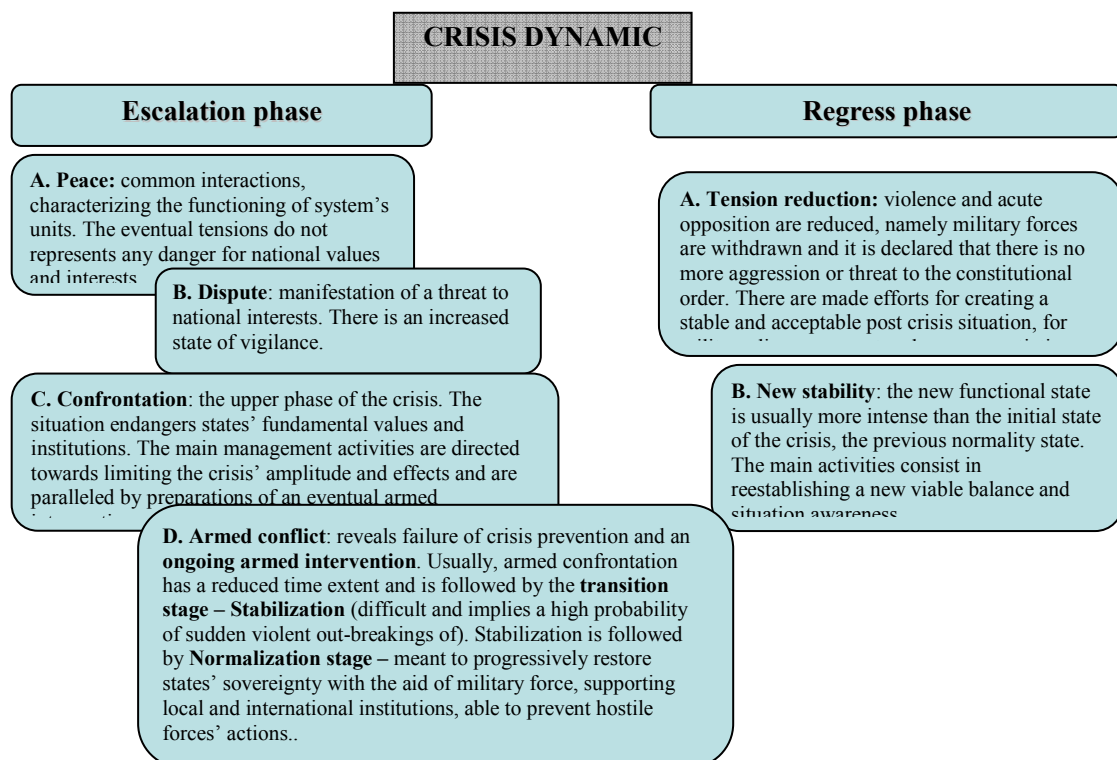 CRISIS DYNAMIC
Escalation phase
A. Peace: common interactions,
characterizing the functioning of system’s
units. The eventual tensions do not
represents any danger for national values
and interests
B. Dispute: manifestation of a threat to
national interests. There is an increased
state of vigilance.
C. Confrontation: the upper phase of the crisis. The
situation endangers states’ fundamental values and
institutions. The main management activities are directed
towards limiting the crisis’ amplitude and effects and are
paralleled by preparations of an eventual armed
D. Armed conflict: reveals failure of crisis prevention and an
ongoing armed intervention. Usually, armed confrontation
has a reduced time extent and is followed by the transition
stage – Stabilization (difficult and implies a high probability
of sudden violent out-breakings of). Stabilization is followed
by Normalization stage – meant to progressively restore
states’ sovereignty with the aid of military force, supporting
local and international institutions, able to prevent hostile
forces’ actions..
Regress phase
A. Tension reduction: violence and acute
opposition are reduced, namely military forces
are withdrawn and it is declared that there is no
more aggression or threat to the constitutional
order. There are made efforts for creating a
stable and acceptable post crisis situation, for
B. New stability: the new functional state
is usually more intense than the initial state
of the crisis, the previous normality state.
The main activities consist in
reestablishing a new viable balance and
situation awareness